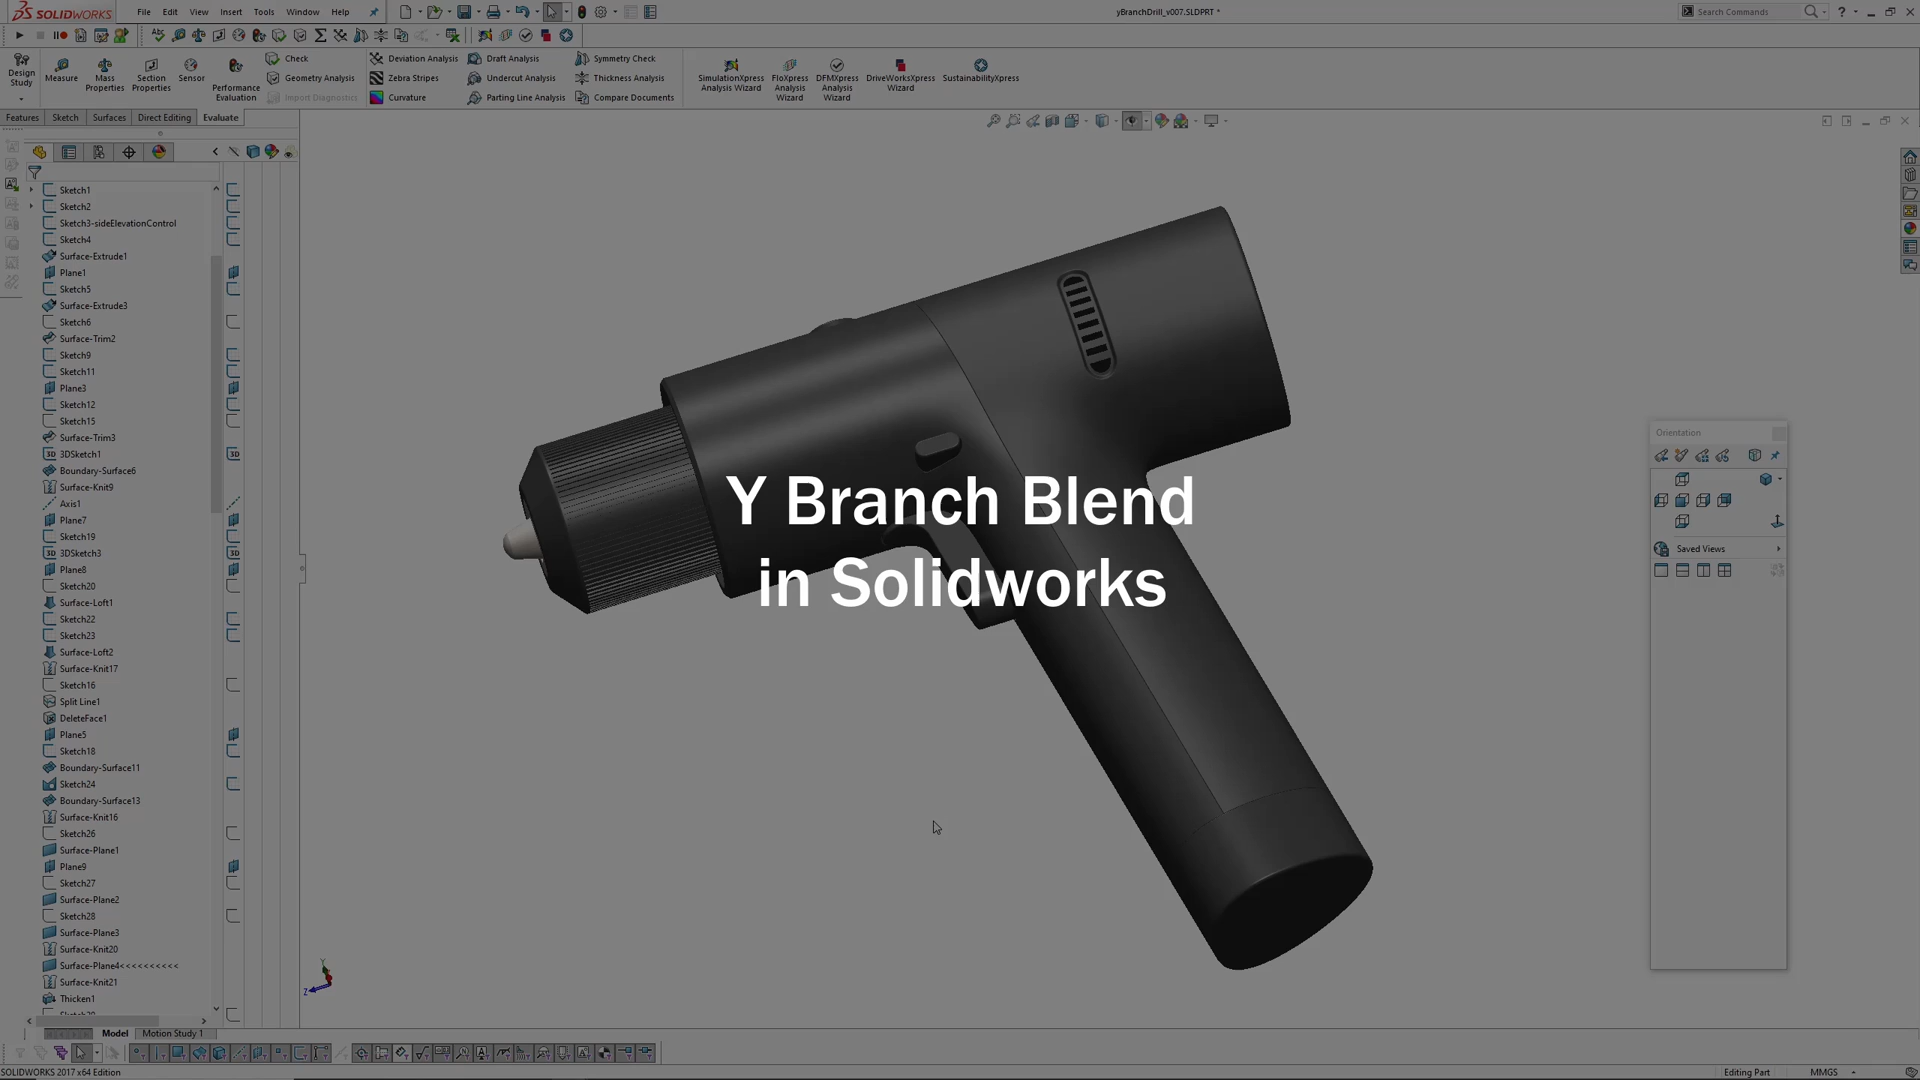 SOLIDWORKS
File Edit View Insert Tools Window Help
yBranchDrill_v007.SLDPRT *
Search Commands
Design Study
Measure
Mass Properties
Section Properties
Sensor
Performance Evaluation
Check
Geometry Analysis
Import Diagnostics
Deviation Analysis
Zebra Stripes
Curvature
Draft Analysis
Undercut Analysis
Parting Line Analysis
Symmetry Check
Thickness Analysis
Compare Documents
SimulationXpress Analysis Wizard
FloXpress Analysis Wizard
DFMXpress Analysis Wizard
DriveWorksXpress Wizard
SustainabilityXpress
Features Sketch Surfaces Direct Editing Evaluate
Sketch1
Sketch2
Sketch3-sideElevationControl
Sketch4
Surface-Extrude1
Plane1
Sketch5
Surface-Extrude3
Sketch6
Surface-Trim2
Sketch9
Sketch11
Plane3
Sketch12
Sketch15
Surface-Trim3
3D 3DSketch1 3D
Boundary-Surface6
Surface-Knit9
Axis1
Plane7
Sketch19
3D 3DSketch3 3D
Plane8
Sketch20
Surface-Loft1
Sketch22
Sketch23
Surface-Loft2
Surface-Knit17
Sketch16
Split Line1
DeleteFace1
Plane5
Sketch18
Boundary-Surface11
Sketch24
Boundary-Surface13
Surface-Knit16
Sketch26
Surface-Plane1
Plane9
Sketch27
Surface-Plane2
Sketch28
Surface-Plane3
Surface-Knit20
Surface-Plane4<<<<<<<<<<
Surface-Knit21
Thicken1
Y Branch Blend
in Solidworks
Orientation
Saved Views
Y
Z
Model Motion Study 1
SOLIDWORKS 2017 x64 Edition
Editing Part
MMGS